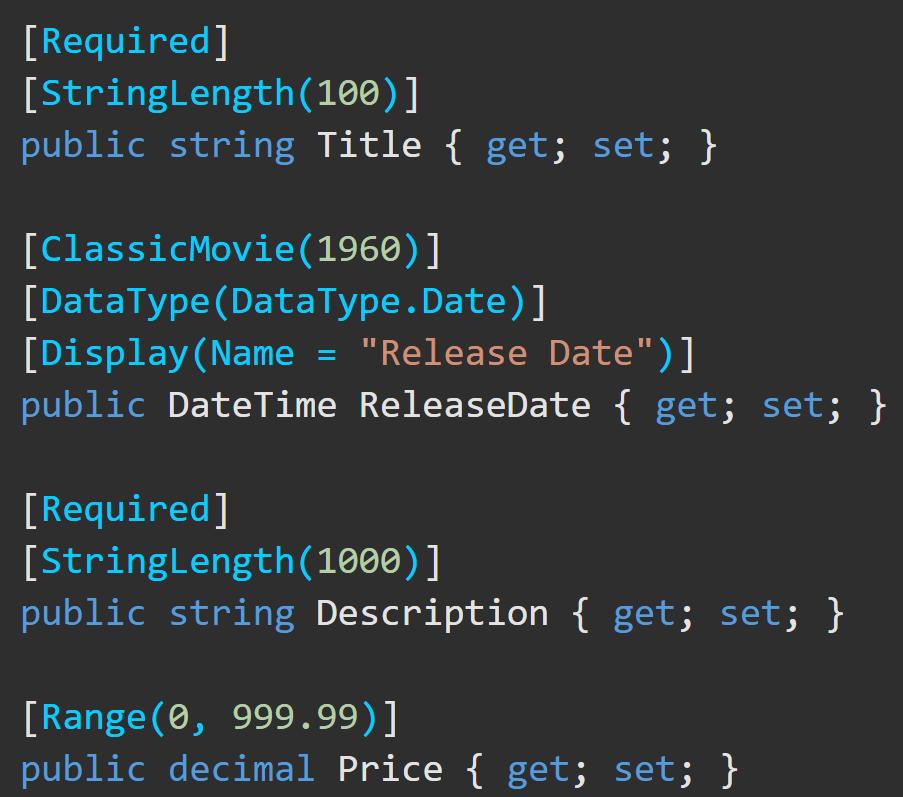 [Required]
[StringLength(100)]
public string Title { get; set; }
[ClassicMovie(1960)]
[DataType(DataType.Date)]
[Display(Name = "Release Date")]
public DateTime ReleaseDate { get; set; }
[Required]
[StringLength(1000)]
public string Description { get; set; }
[Range(0, 999.99)]
public decimal Price { get; set; }